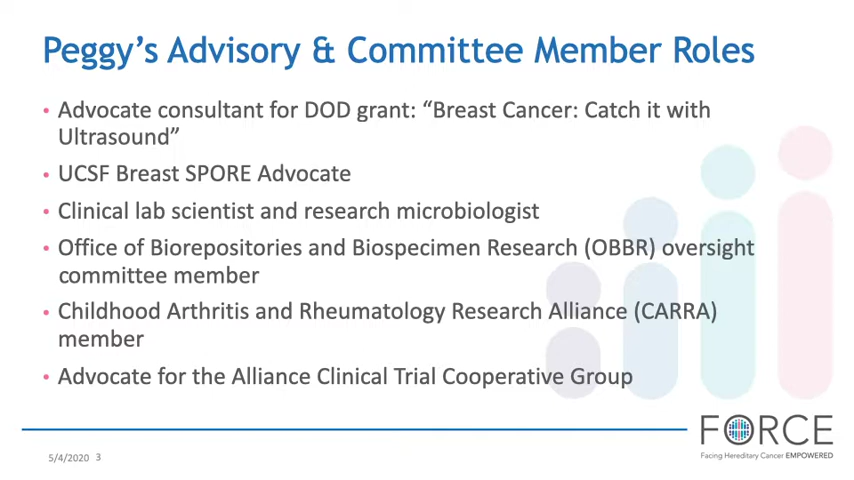 Peggy's Advisory & Committee Member Roles
• Advocate consultant for DOD grant: "Breast Cancer: Catch it with
Ultrasound"
• UCSF Breast SPORE Advocate
• Clinical lab scientist and research microbiologist
• Office of Biorepositories and Biospecimen Research (OBBR) oversight
committee member
• Childhood Arthritis and Rheumatology Research Alliance (CARRA)
member
• Advocate for the Alliance Clinical Trial Cooperative Group
FORCE
Facing Hereditary Cancer EMPOWERED
5/4/2020 3